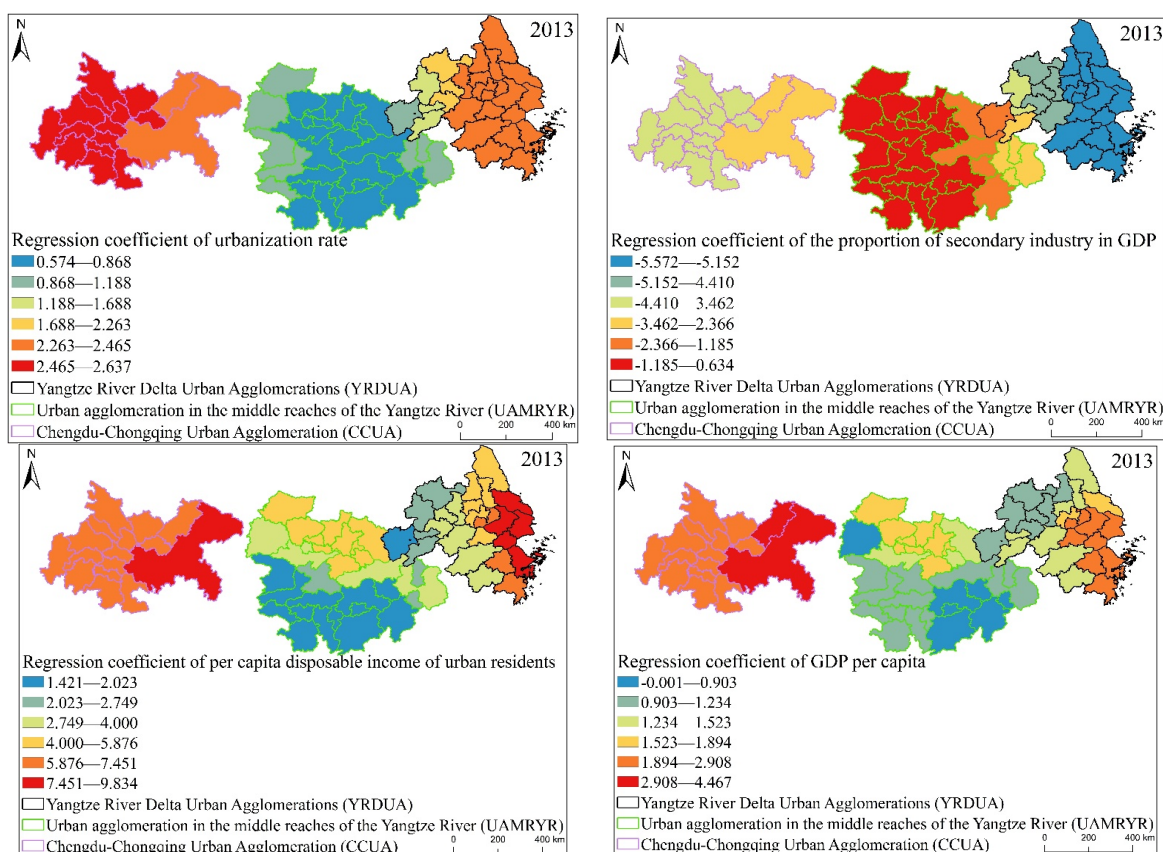 N
2013
Regression coefficient of urbanization rate
0.574—0.868
0.868—1.188
1.188—1.688
1.688—2.263
2.263—2.465
2.465—2.637
Yangtze River Delta Urban Agglomerations (YRDUA)
Urban agglomeration in the middle reaches of the Yangtze River (UAMRYR)
Chengdu-Chongqing Urban Agglomeration (CCUA)
0 200 400 km
N
2013
Regression coefficient of the proportion of secondary industry in GDP
-5.572—-5.152
-5.152—4.410
-4.410 3.462
-3.462—2.366
-2.366—1.185
-1.185—0.634
Yangtze River Delta Urban Agglomerations (YRDUA)
Urban agglomeration in the middle reaches of the Yangtze River (UAMRYR)
Chengdu-Chongqing Urban Agglomeration (CCUA)
0 200 400 km
N
2013
Regression coefficient of per capita disposable income of urban residents
1.421—2.023
2.023—2.749
2.749—4.000
4.000—5.876
5.876—7.451
7.451—9.834
Yangtze River Delta Urban Agglomerations (YRDUA)
Urban agglomeration in the middle reaches of the Yangtze River (UAMRYR)
Chengdu-Chongqing Urban Agglomeration (CCUA)
0 200 400 km
N
2013
Regression coefficient of GDP per capita
-0.001—0.903
0.903—1.234
1.234 1.523
1.523—1.894
1.894—2.908
2.908—4.467
Yangtze River Delta Urban Agglomerations (YRDUA)
Urban agglomeration in the middle reaches of the Yangtze River (UAMRYR)
Chengdu-Chongqing Urban Agglomeration (CCUA)
0 200 400 km